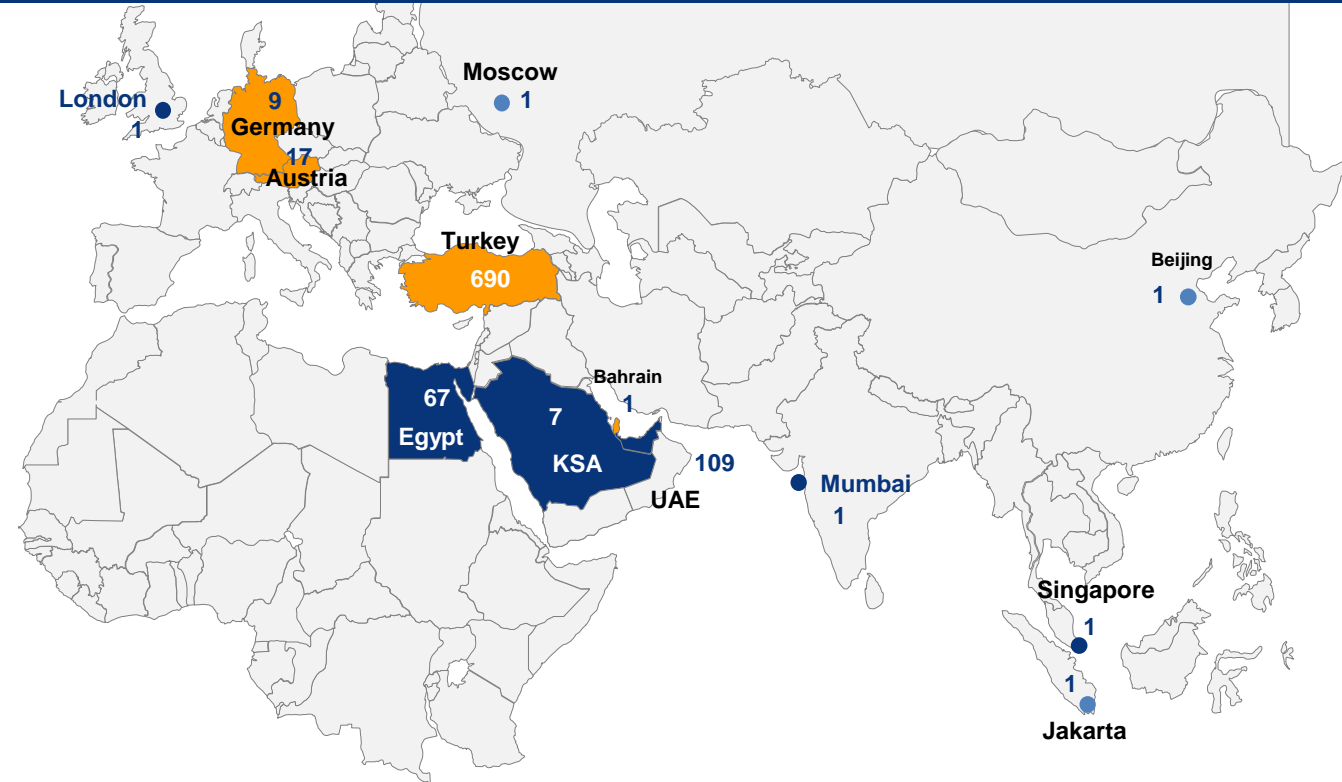 Moscow
1
London
1
9
Germany
17
Austria
Turkey
690
Beijing
1
67
Egypt
7
KSA
Bahrain
1
109
UAE
Mumbai
1
Singapore
1
1
Jakarta